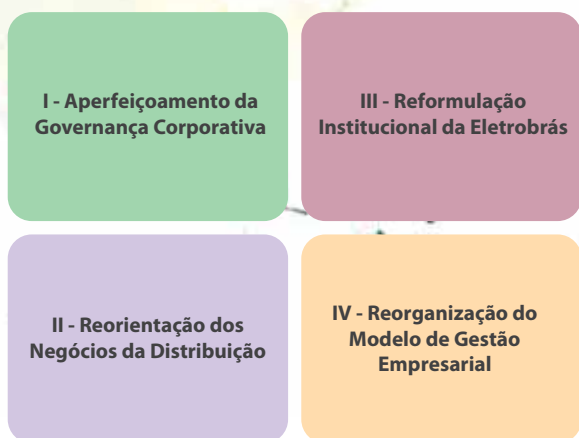 I - Aperfeiçoamento da
Governança Corporativa
II - Reorientação dos
Negócios da Distribuição
III - Reformulação
Institucional da Eletrobrás
IV - Reorganização do
Modelo de Gestão
Empresarial